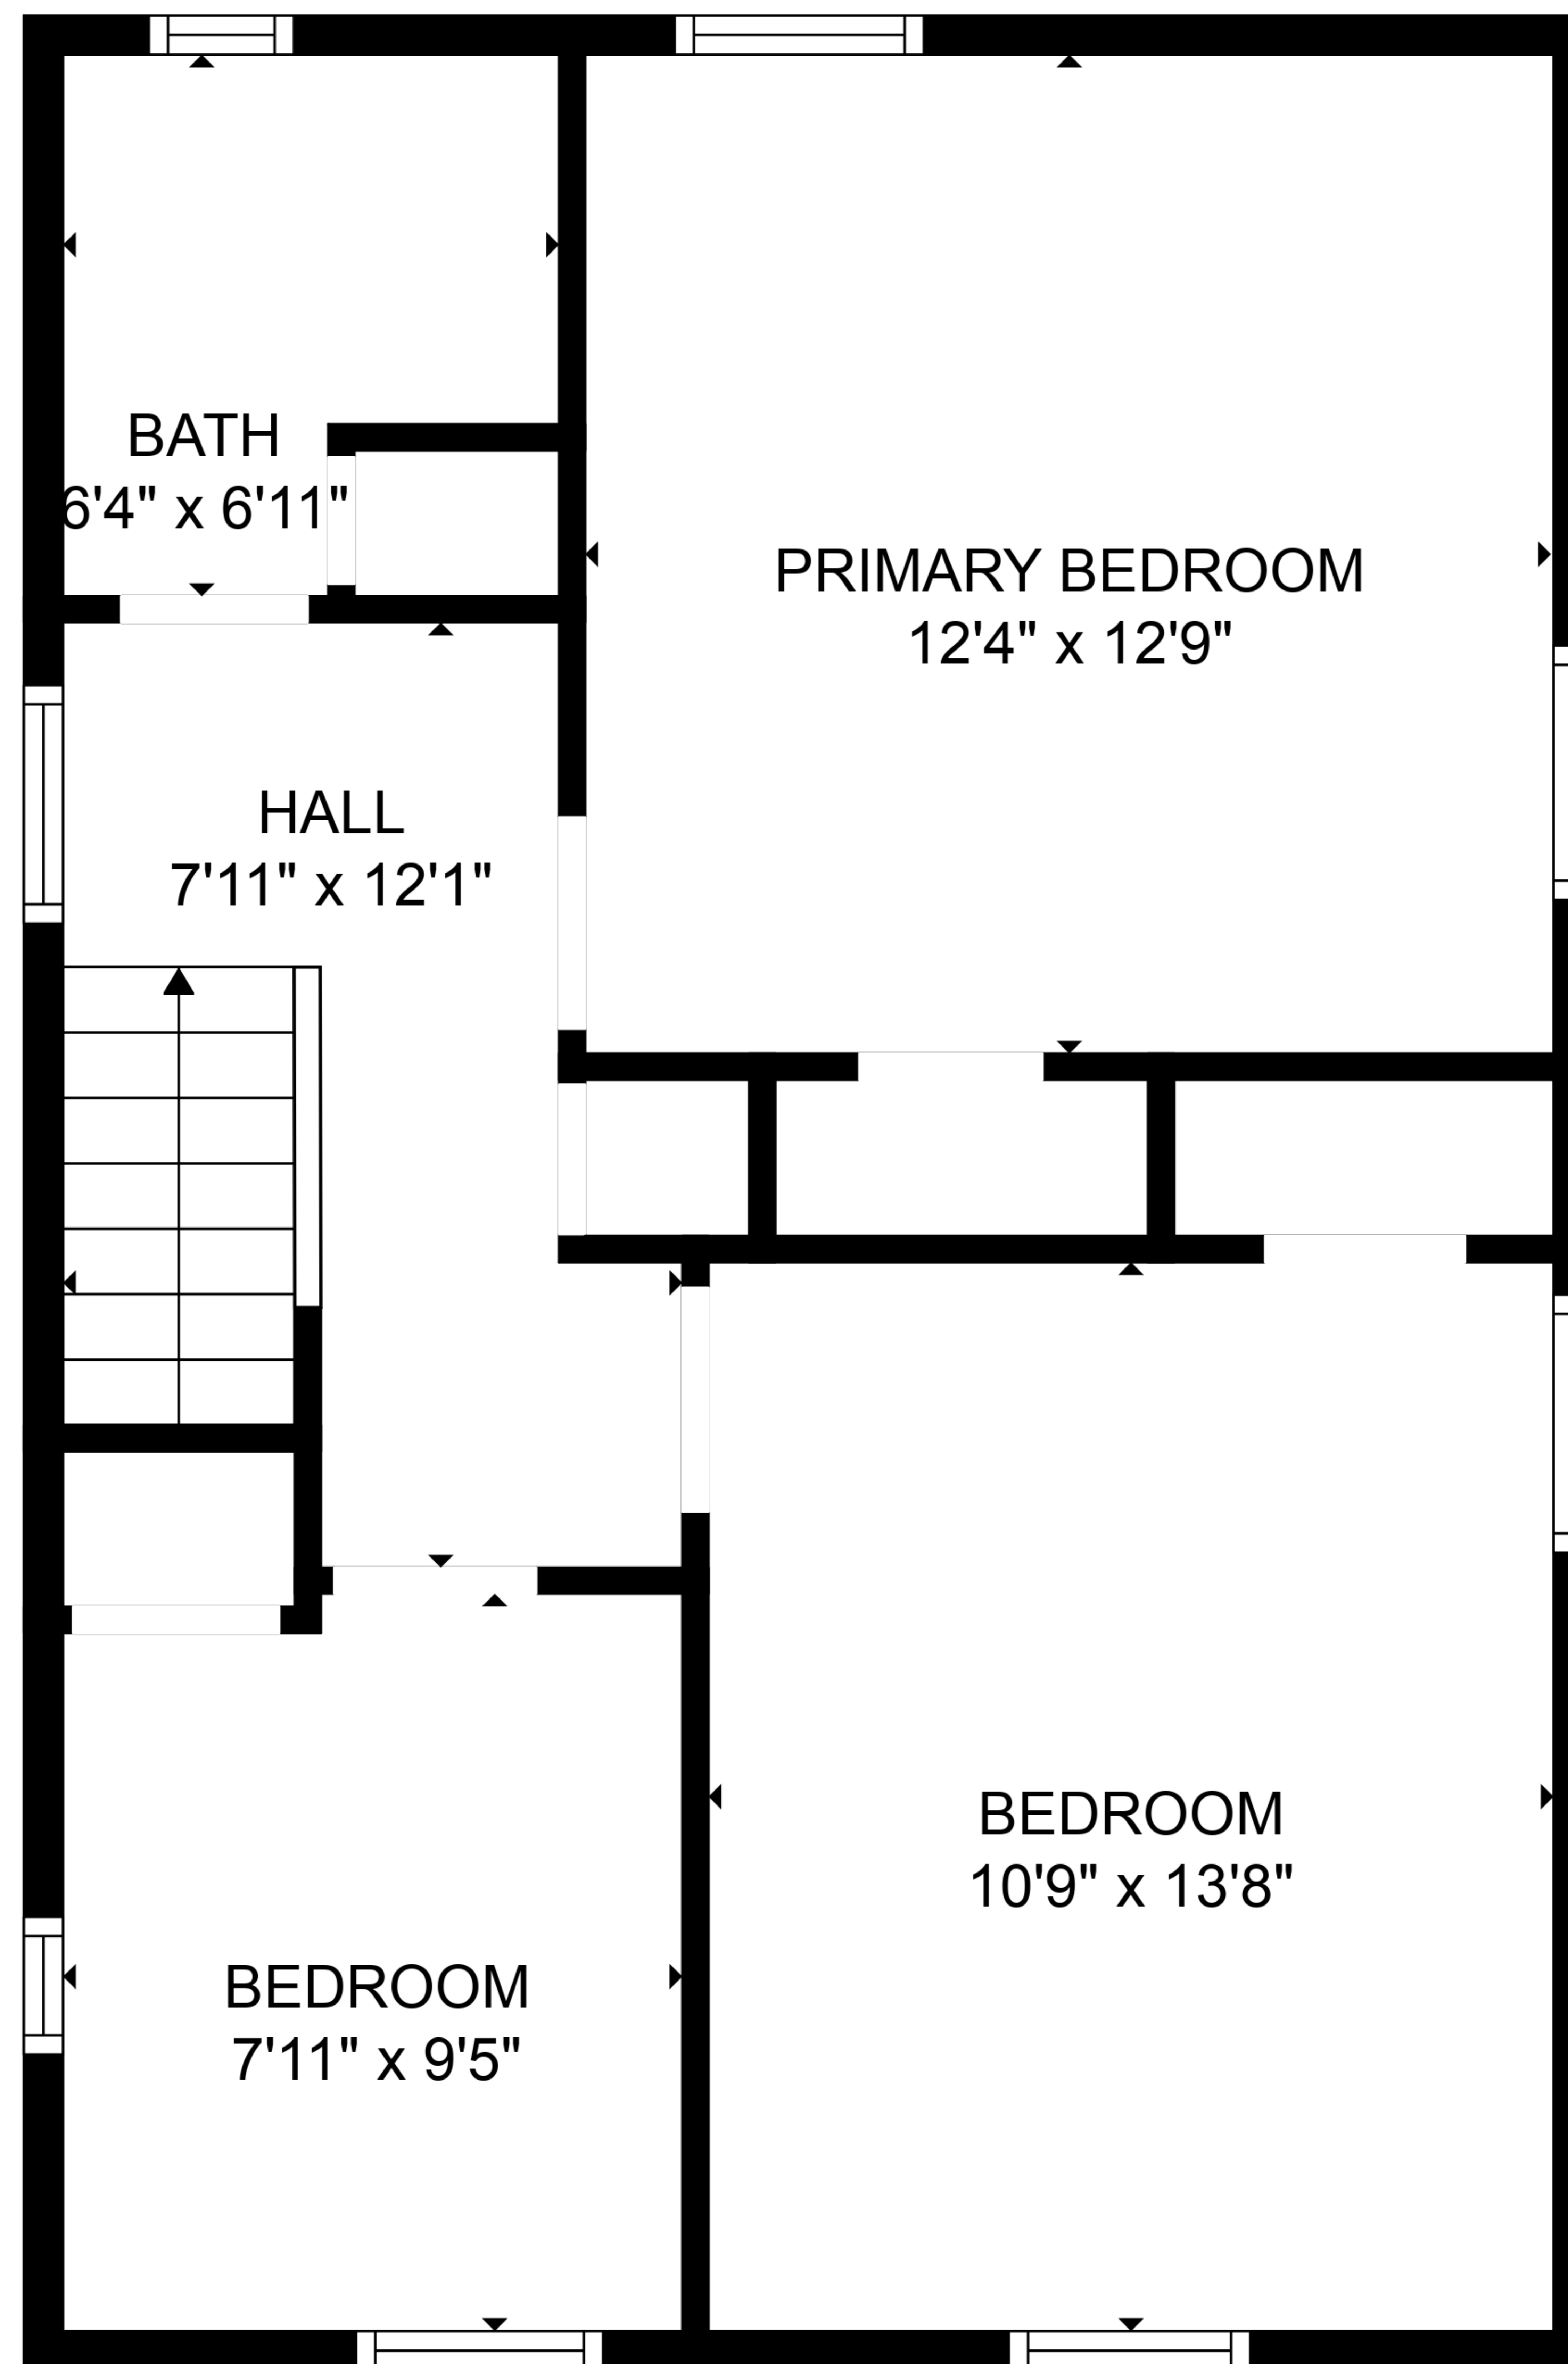 BATH
6'4" x 6'11"
PRIMARY BEDROOM
12'4" x 12'9"
HALL
7'11" x 12'1"
BEDROOM
10'9" x 13'8"
BEDROOM
7'11" x 9'5"